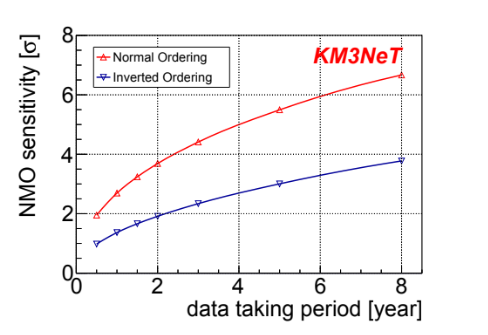 NMO sensitivity [σ]
8
6
4
2
0
KM3NeT
Normal Ordering
Inverted Ordering
0 2 4 6 8
data taking period [year]